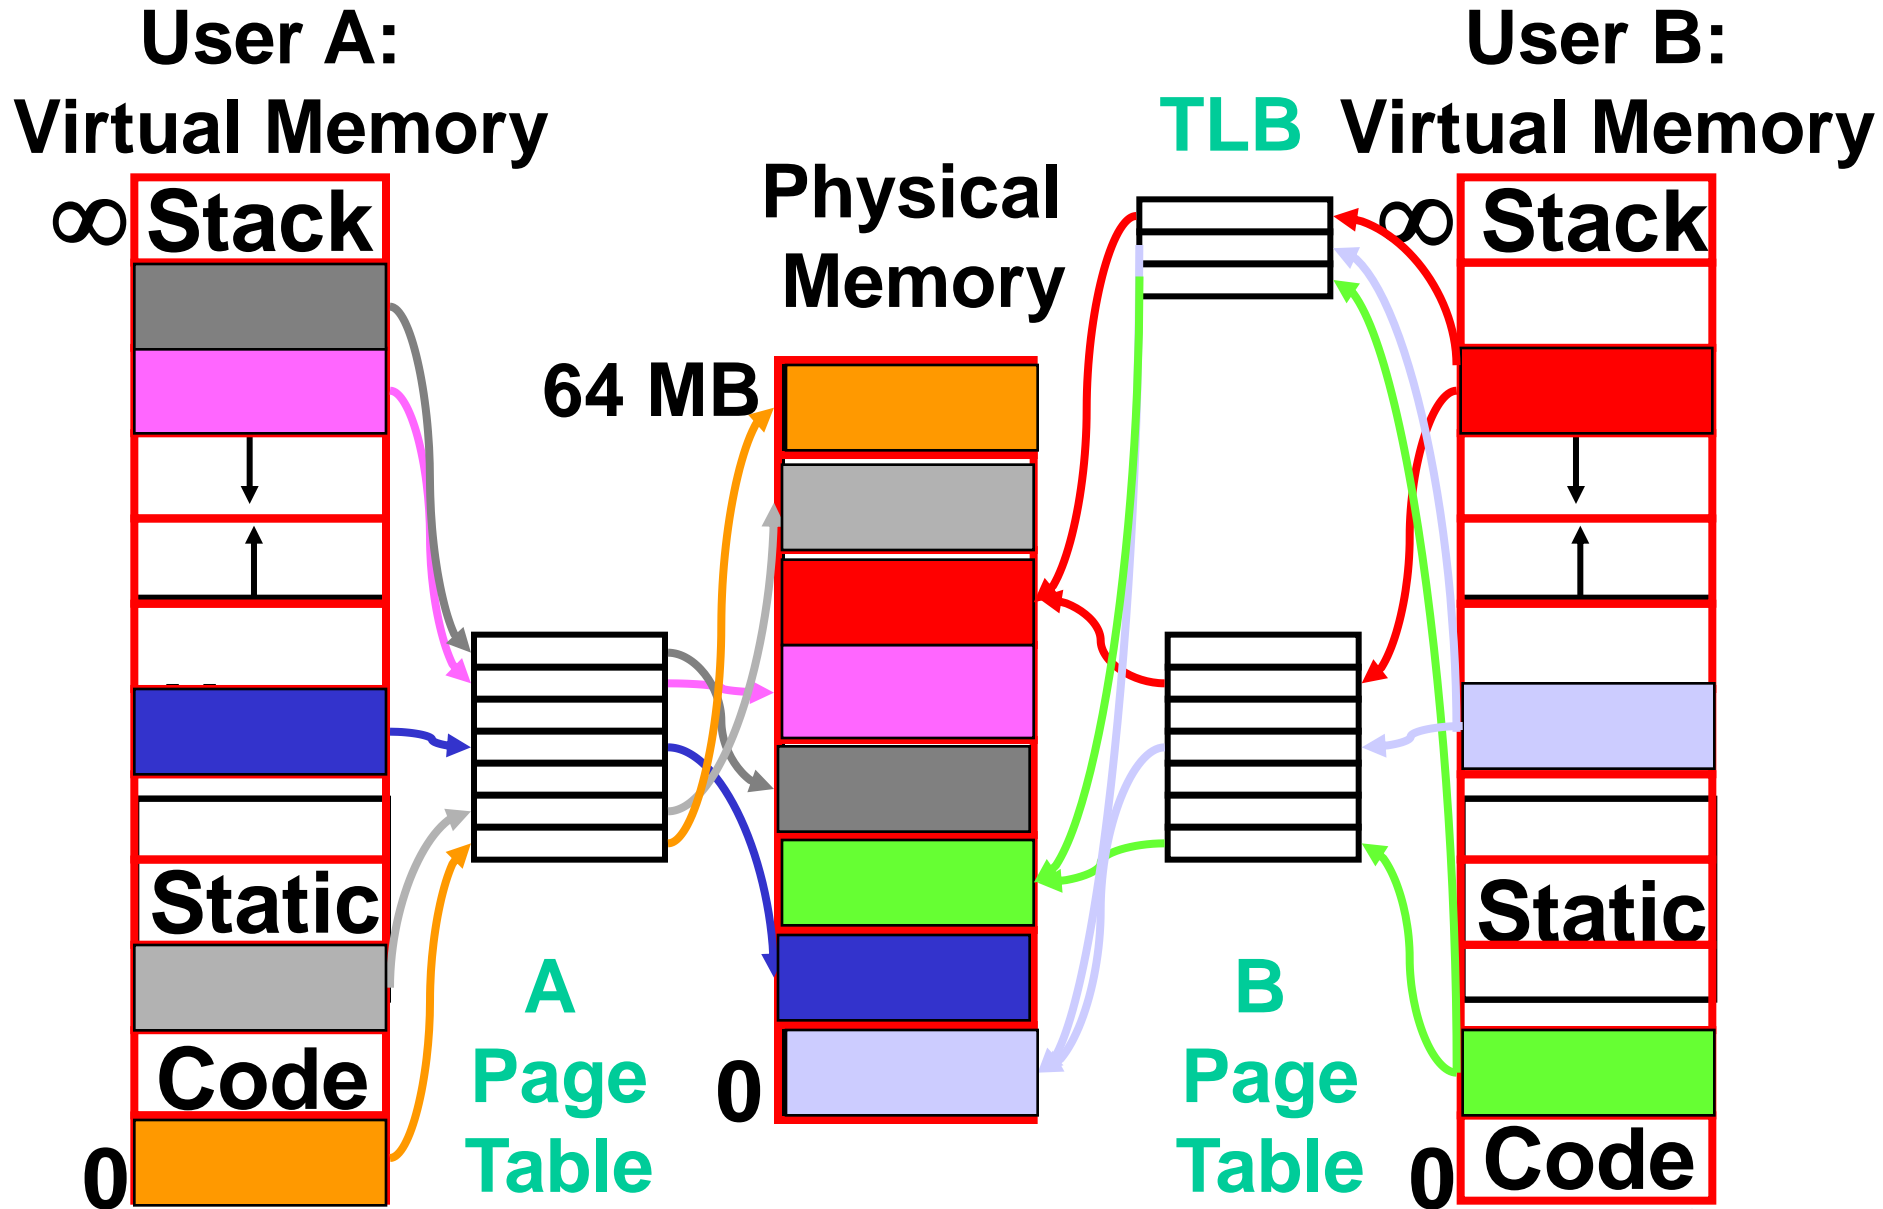 User A:
Virtual Memory
∞
Stack
Static
Code
0
A
Page
Table
Physical
Memory
64 MB
0
TLB
B
Page
Table
User B:
Virtual Memory
∞
Stack
Static
Code
0